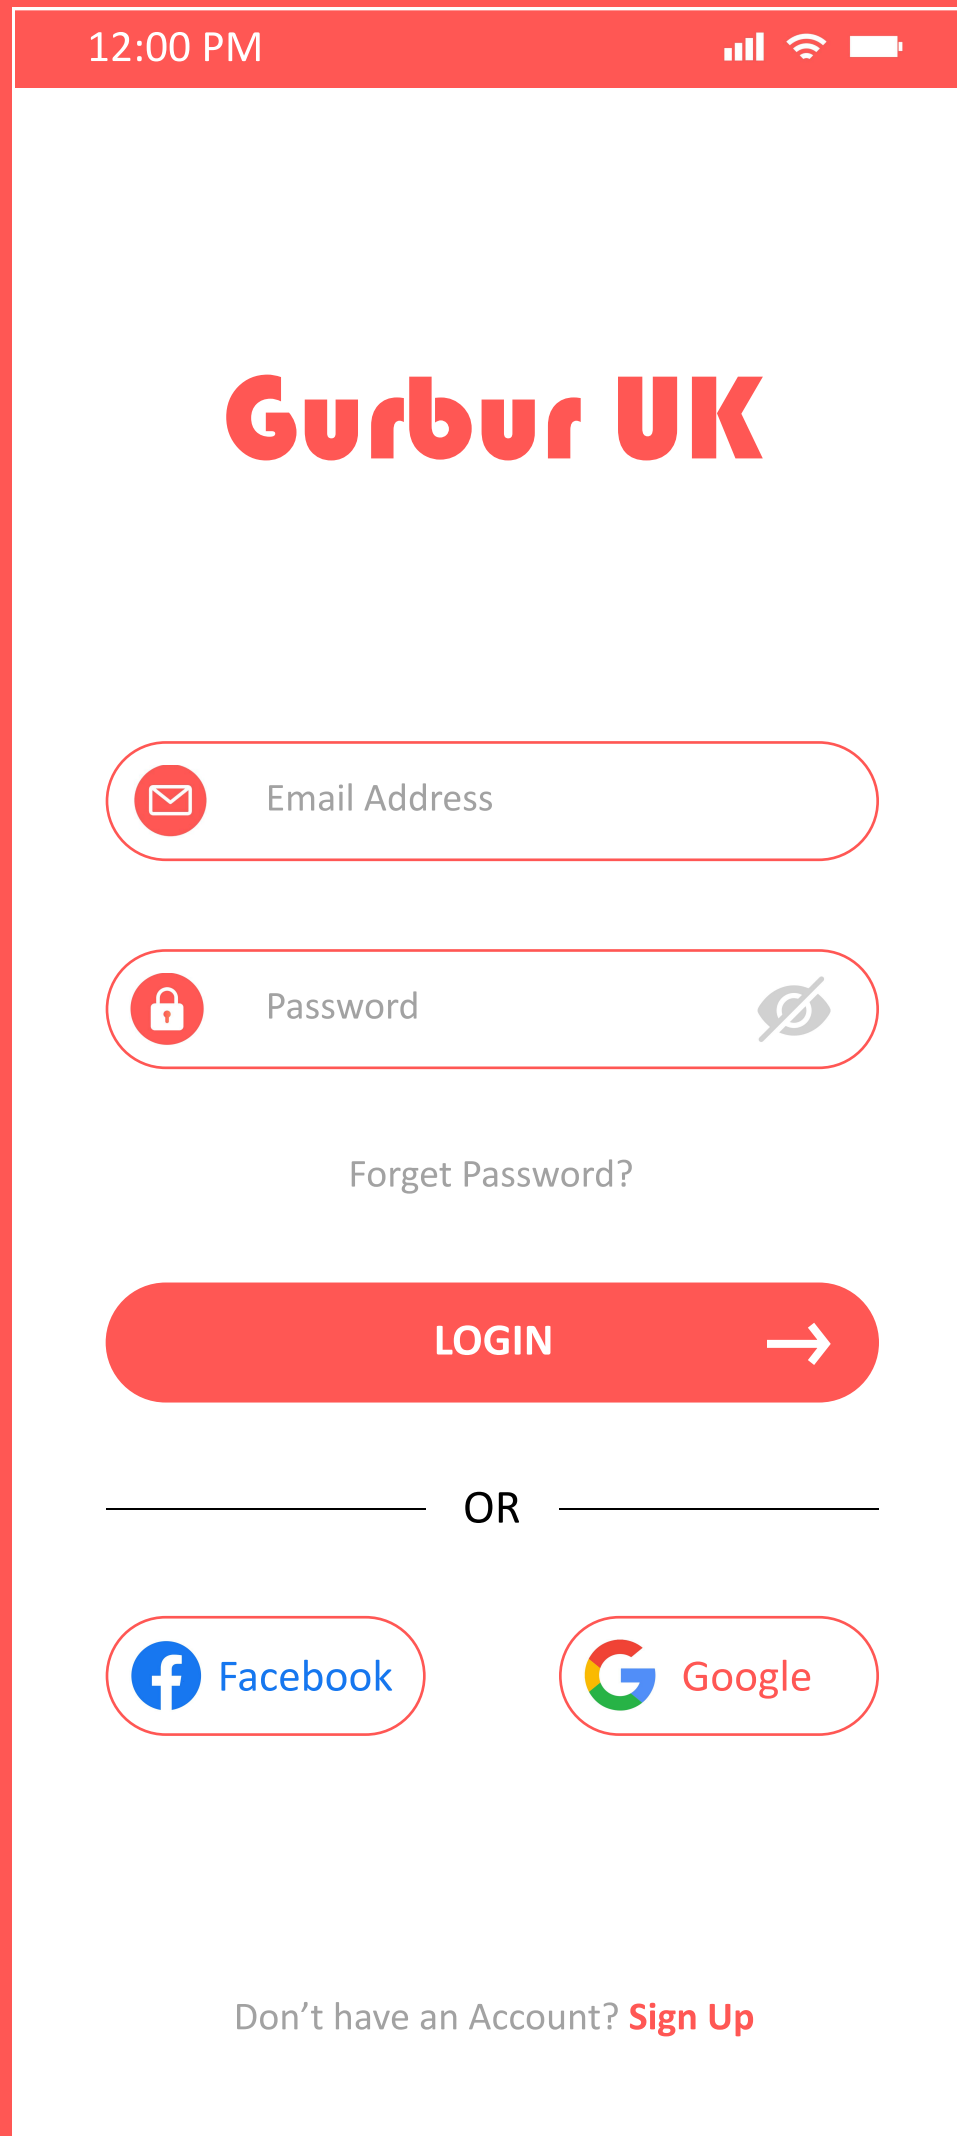 12:00 PM
Gurbur UK
Email Address
Password
Forget Password?
LOGIN
OR
Facebook
Google
Don’t have an Account? Sign Up